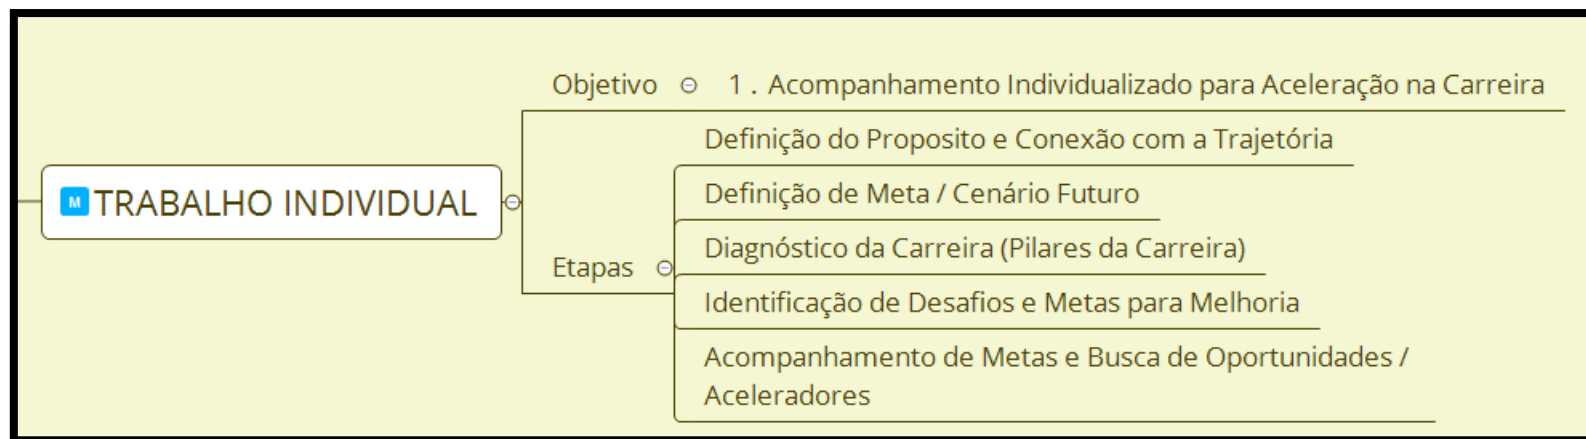 Objetivo 1 . Acompanhamento Individualizado para Aceleração na Carreira
Definição do Proposito e Conexão com a Trajetória
M TRABALHO INDIVIDUAL
Definição de Meta / Cenário Futuro
Diagnóstico da Carreira (Pilares da Carreira)
Etapas
Identificação de Desafios e Metas para Melhoria
Acompanhamento de Metas e Busca de Oportunidades /
Aceleradores